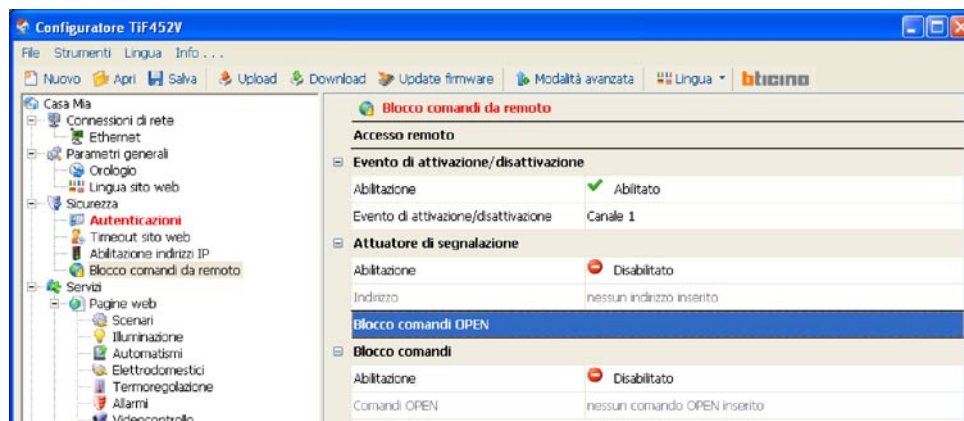 Configuratore TiF452V
File Strumenti Lingua Info . . .
Nuovo Apri Salva Upload Download Update firmware Modalità avanzata Lingua bticino
Casa Mia
Connessioni di rete
Ethernet
Parametri generali
Orologio
Lingua sito web
Sicurezza
Autenticazioni
Timeout sito web
Abilitazione indirizzi IP
Blocco comandi da remoto
Servizi
Pagine web
Scenari
Illuminazione
Automatismi
Elettrodomestici
Termoregolazione
Allarmi
Videocontrollo
Blocco comandi da remoto
Accesso remoto
Evento di attivazione/disattivazione
Abilitazione Abilitato
Evento di attivazione/disattivazione Canale 1
Attuatore di segnalazione
Abilitazione Disabilitato
Indirizzo nessun indirizzo inserito
Blocco comandi OPEN
Blocco comandi
Abilitazione Disabilitato
Comandi OPEN nessun comando OPEN inserito